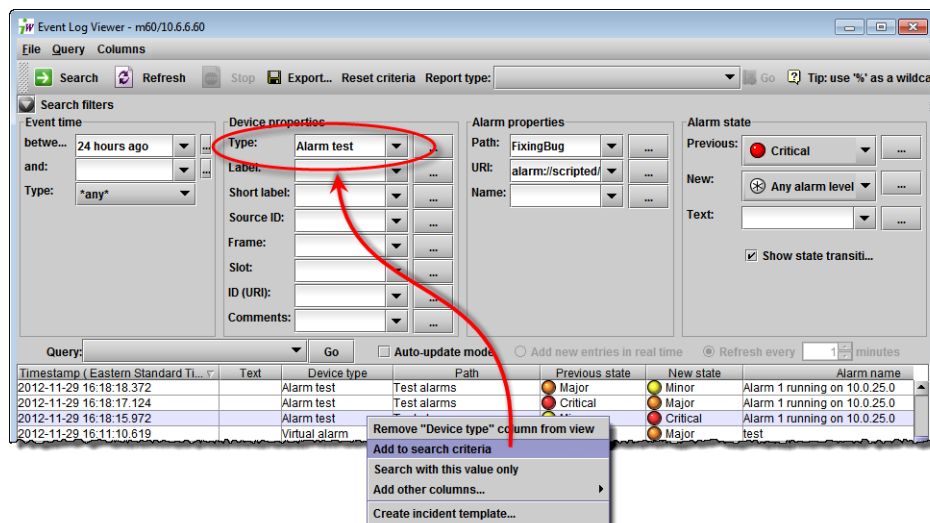 Event Log Viewer - m60/10.6.6.60
File Query Columns
Search Refresh Stop Export... Reset criteria Report type: Go Tip: use '%' as a wildca
Search filters
Event time
betwe... 24 hours ago ...
and: ...
Type: *any*
Device properties
Type: Alarm test ...
Label: ...
Short label: ...
Source ID: ...
Frame: ...
Slot: ...
ID (URI): ...
Comments: ...
Alarm properties
Path: FixingBug ...
URI: alarm://scripted/ ...
Name: ...
Alarm state
Previous: Critical ...
New: Any alarm level ...
Text: ...
Show state transiti...
Query: Go Auto-update mode Add new entries in real time Refresh every 1 minutes
Timestamp ( Eastern Standard Ti... Text Device type Path Previous state New state Alarm name
2012-11-29 16:18:18.372 Alarm test Test alarms Major Minor Alarm 1 running on 10.0.25.0
2012-11-29 16:18:17.124 Alarm test Test alarms Critical Major Alarm 1 running on 10.0.25.0
2012-11-29 16:18:15.972 Alarm test Critical Alarm 1 running on 10.0.25.0
2012-11-29 16:11:10.619 Virtual alarm Major test
Remove "Device type" column from view
Add to search criteria
Search with this value only
Add other columns...
Create incident template...